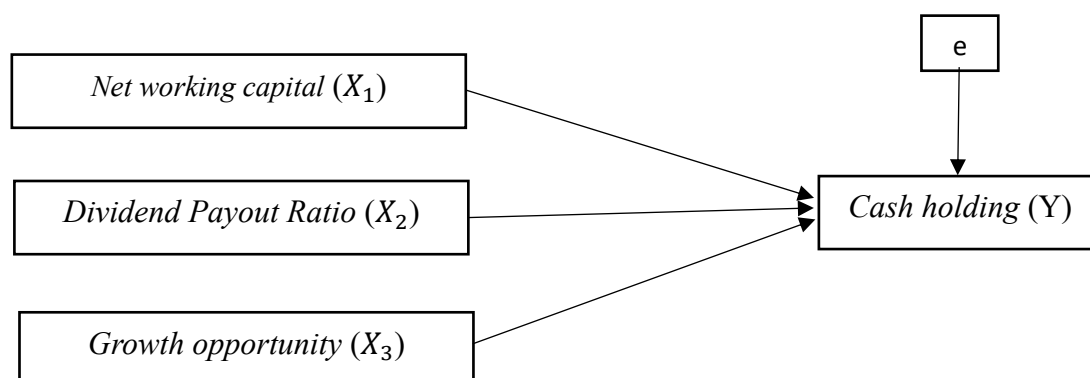 e
Net working capital (X₁)
Dividend Payout Ratio (X₂)
Cash holding (Y)
Growth opportunity (X₃)